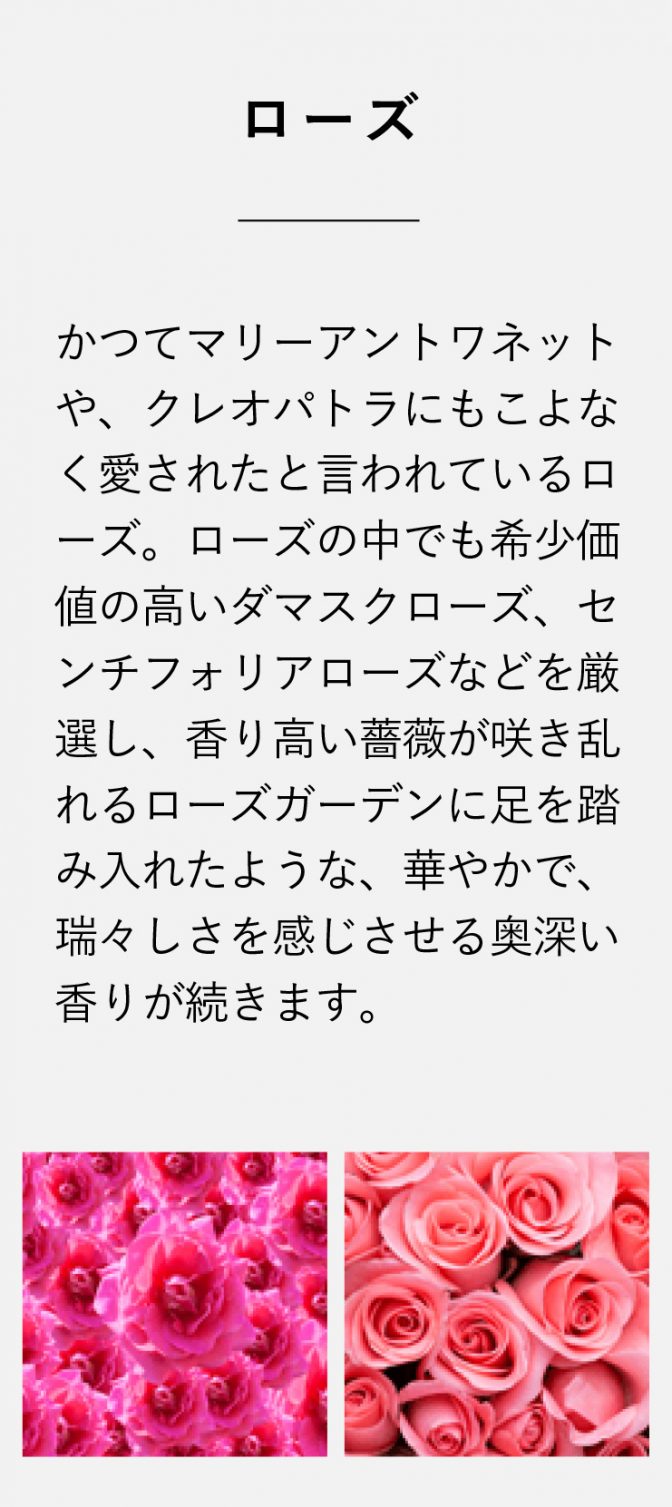 ローズ
かつてマリーアントワネット
や、クレオパトラにもこよな
く愛されたと言われているロ
ーズ。ローズの中でも希少価
値の高いダマスクローズ、セ
ンチフォリアローズなどを厳
選し、香り高い薔薇が咲き乱
れるローズガーデンに足を踏
み入れたような、華やかで、
瑞々しさを感じさせる奥深い
香りが続きます。